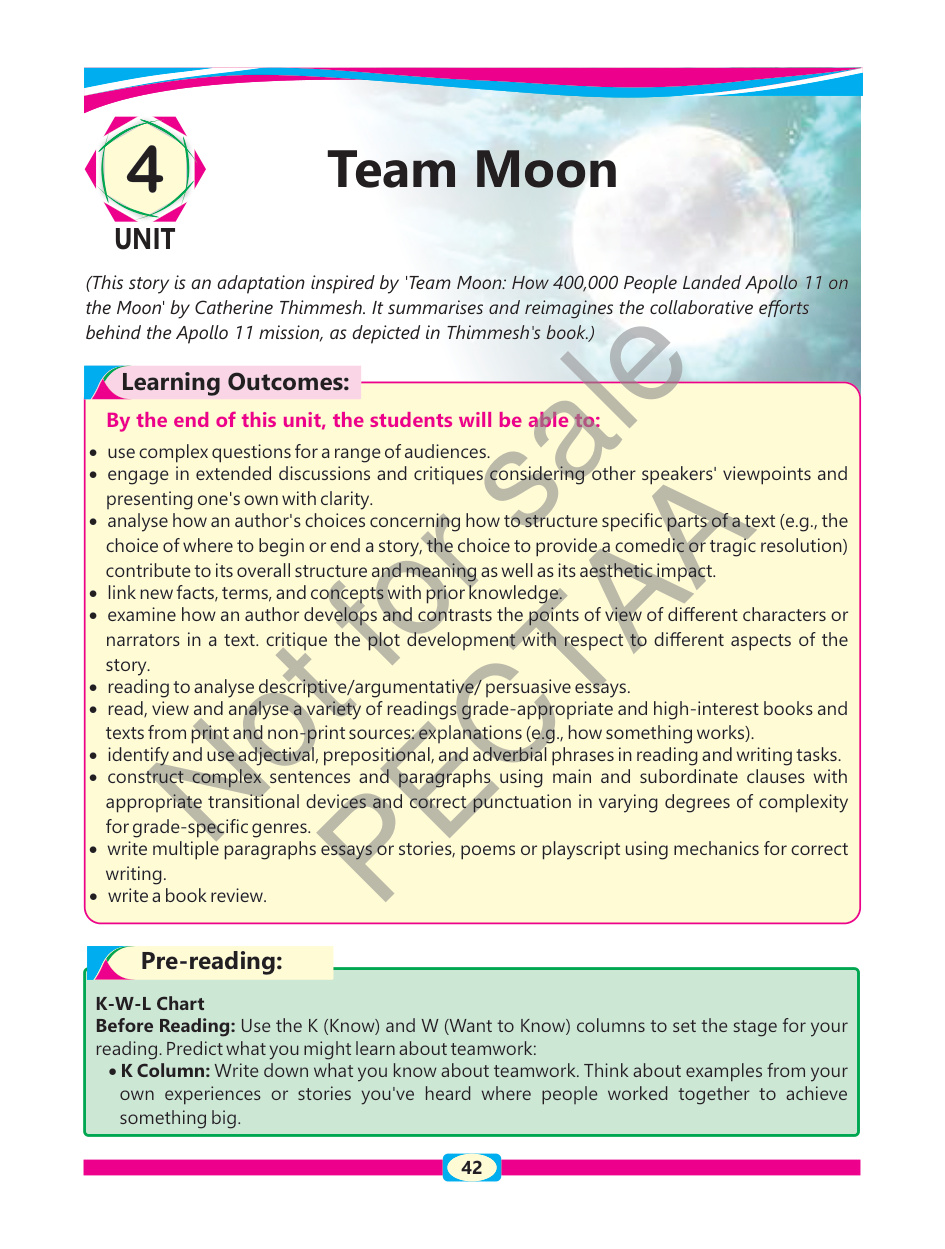 4
UNIT
Team Moon
(This story is an adaptation inspired by 'Team Moon: How 400,000 People Landed Apollo 11 on
the Moon' by Catherine Thimmesh. It summarises and reimagines the collaborative efforts
behind the Apollo 11 mission, as depicted in Thimmesh's book.)
Learning Outcomes:
By the end of this unit, the students will be able to:
• use complex questions for a range of audiences.
• engage in extended discussions and critiques considering other speakers' viewpoints and
presenting one's own with clarity.
• analyse how an author's choices concerning how to structure specific parts of a text (e.g., the
choice of where to begin or end a story, the choice to provide a comedic or tragic resolution)
contribute to its overall structure and meaning as well as its aesthetic impact.
• link new facts, terms, and concepts with prior knowledge.
• examine how an author develops and contrasts the points of view of different characters or
narrators in a text. critique the plot development with respect to different aspects of the
story.
• reading to analyse descriptive/argumentative/ persuasive essays.
• read, view and analyse a variety of readings grade-appropriate and high-interest books and
texts from print and non-print sources: explanations (e.g., how something works).
• identify and use adjectival, prepositional, and adverbial phrases in reading and writing tasks.
• construct complex sentences and paragraphs using main and subordinate clauses with
appropriate transitional devices and correct punctuation in varying degrees of complexity
for grade-specific genres.
• write multiple paragraphs essays or stories, poems or playscript using mechanics for correct
writing.
• write a book review.
Not for sale
PECTAA
Pre-reading:
K-W-L Chart
Before Reading: Use the K (Know) and W (Want to Know) columns to set the stage for your
reading. Predict what you might learn about teamwork:
• K Column: Write down what you know about teamwork. Think about examples from your
own experiences or stories you've heard where people worked together to achieve
something big.
42